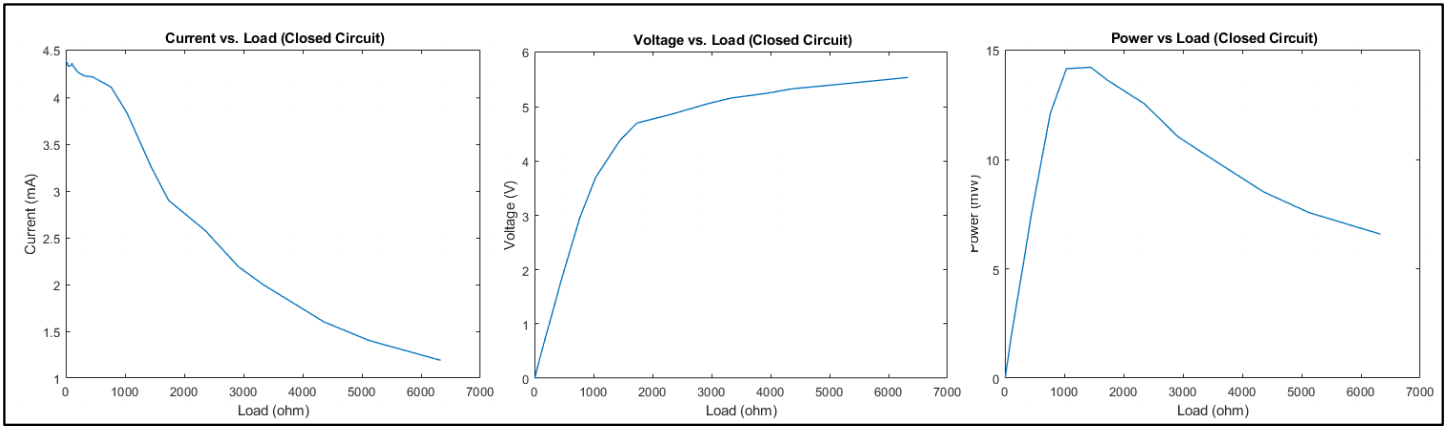 Current vs. Load (Closed Circuit)
4.5
4
3.5
3
2.5
2
1.5
1
Current (mA)
0 1000 2000 3000 4000 5000 6000 7000
Load (ohm)
Voltage vs. Load (Closed Circuit)
6
5
4
3
2
1
0
Voltage (V)
0 1000 2000 3000 4000 5000 6000 7000
Load (ohm)
Power vs Load (Closed Circuit)
15
10
5
0
Power (mW)
0 1000 2000 3000 4000 5000 6000 7000
Load (ohm)